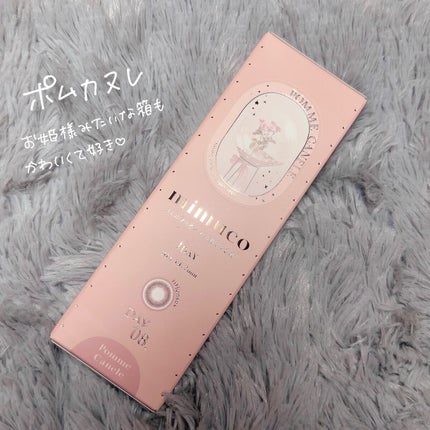 ポムカヌレ
お姫様みたいな箱も
かわいくて好き♡
POMME CANELE
mimuco
1DAY
DAY
08.
Pomme
Canele